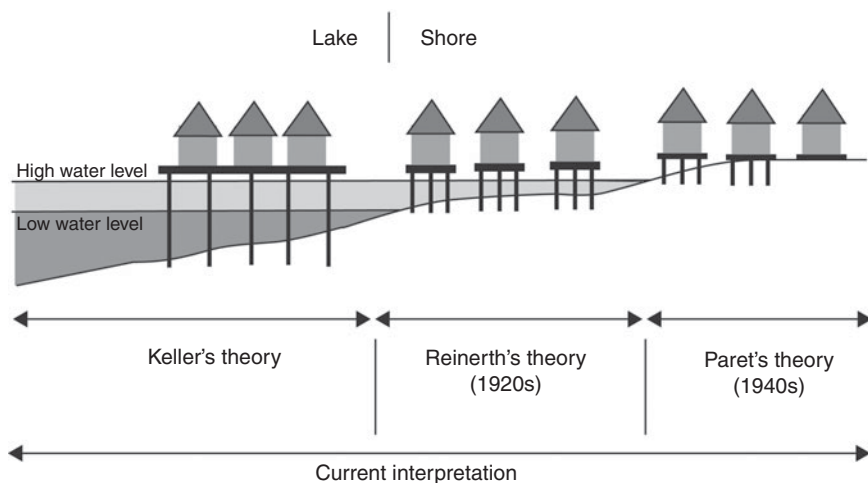 Lake
Shore
High water level
Low water level
Keller's theory
Reinerth's theory
(1920s)
Paret's theory
(1940s)
Current interpretation